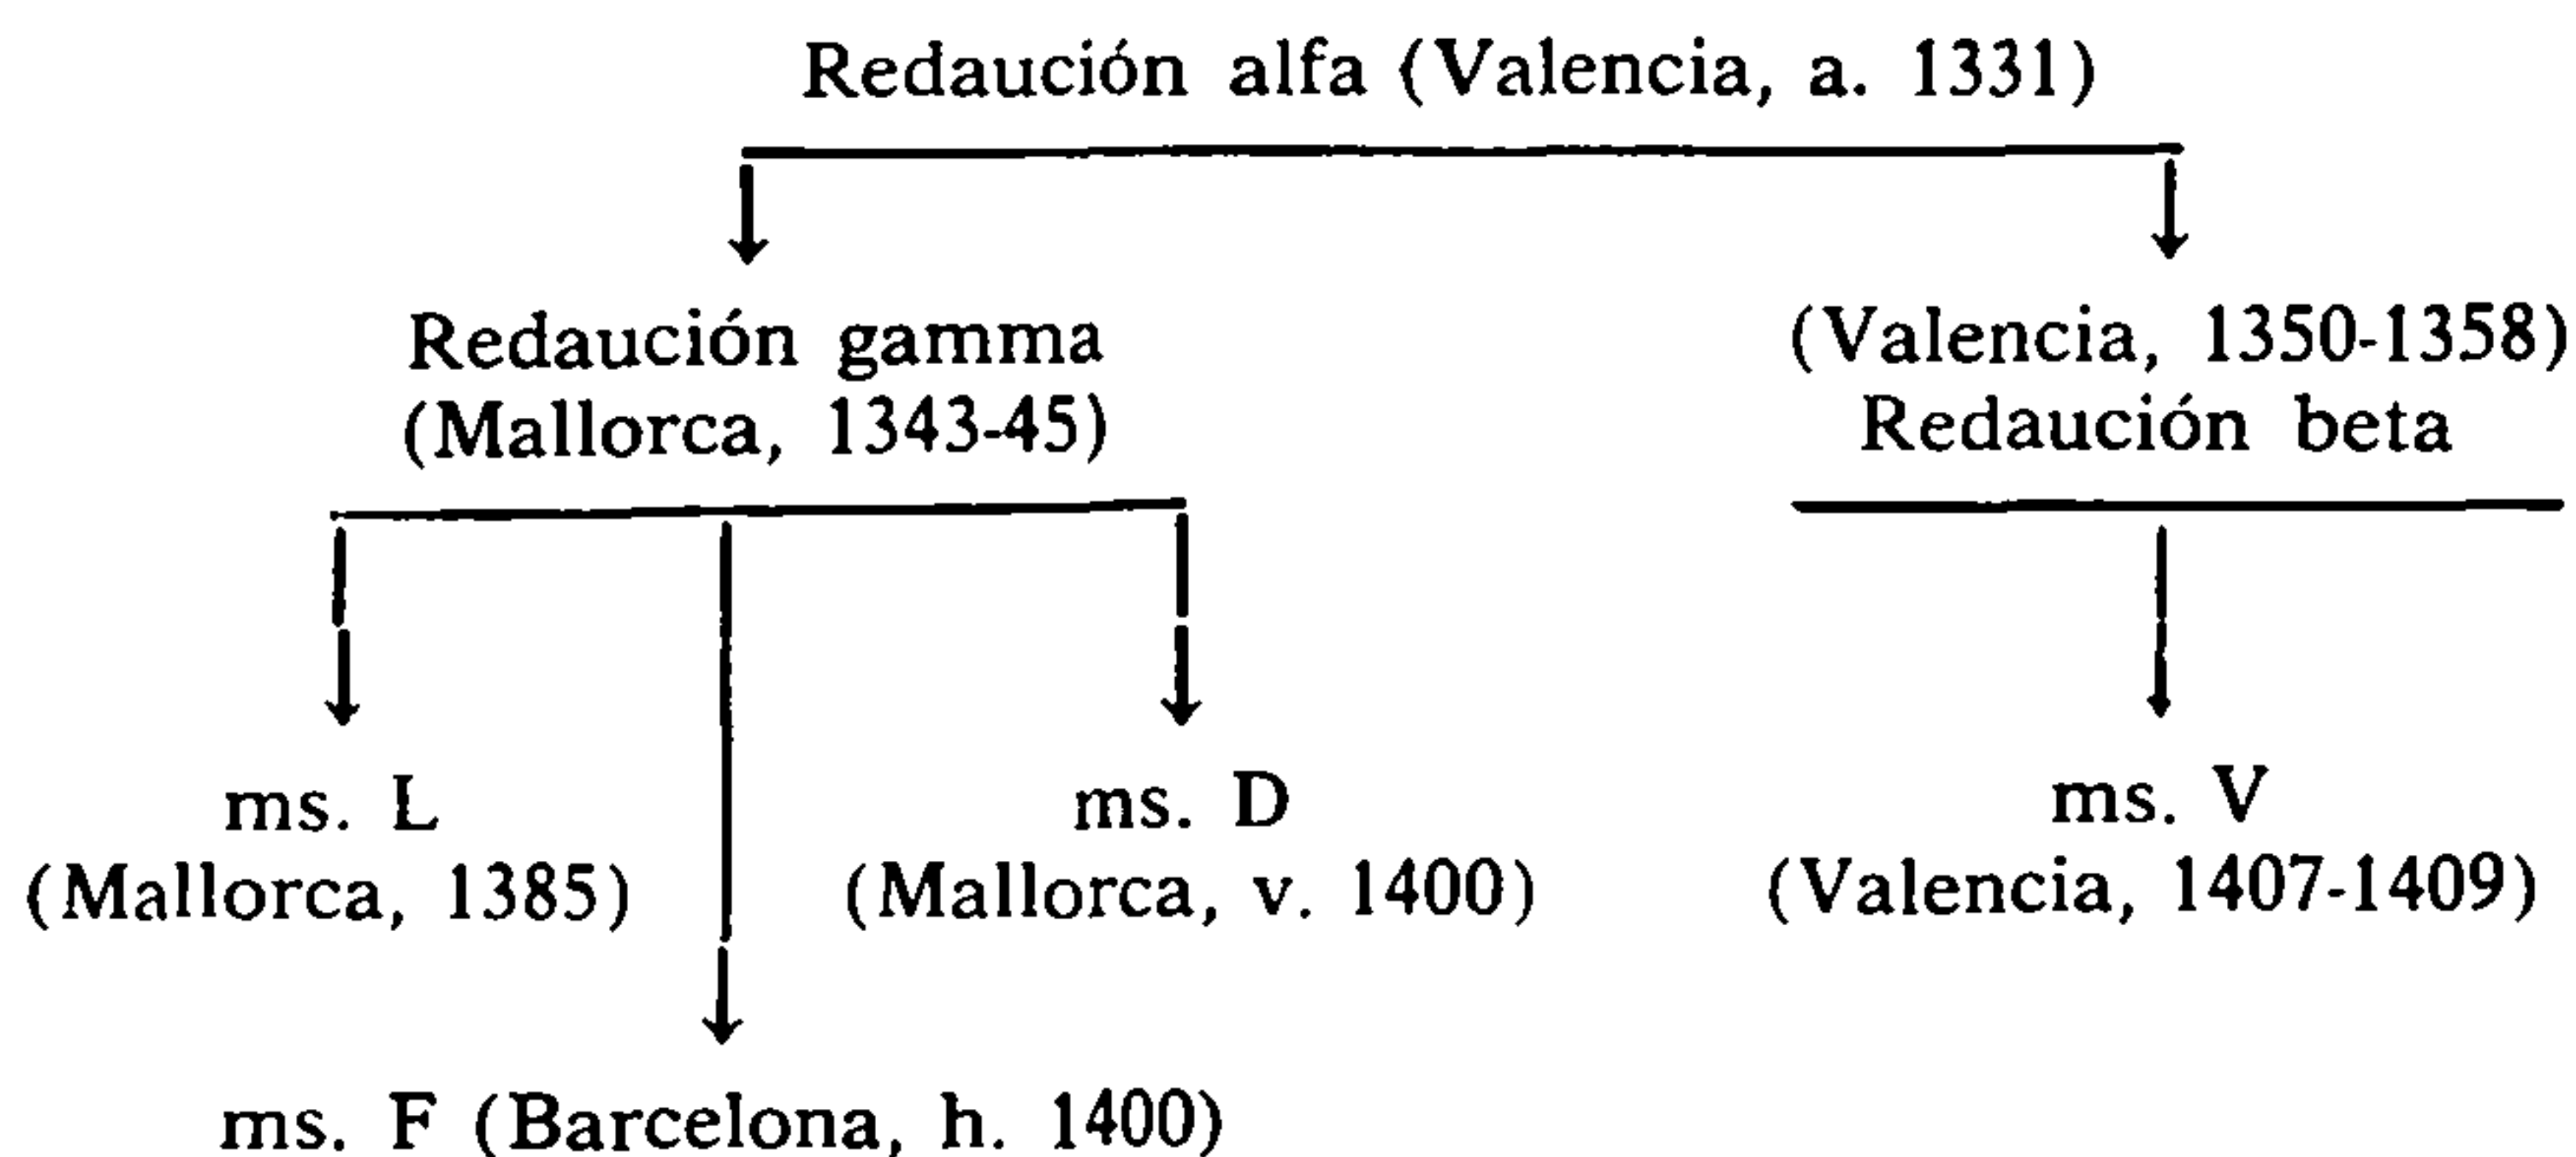 Redaución alfa (Valencia, a. 1331)
Redaución gamma
(Mallorca, 1343-45)
(Valencia, 1350-1358)
Redaución beta
ms. L
(Mallorca, 1385)
ms. D
(Mallorca, v. 1400)
ms. V
(Valencia, 1407-1409)
ms. F (Barcelona, h. 1400)